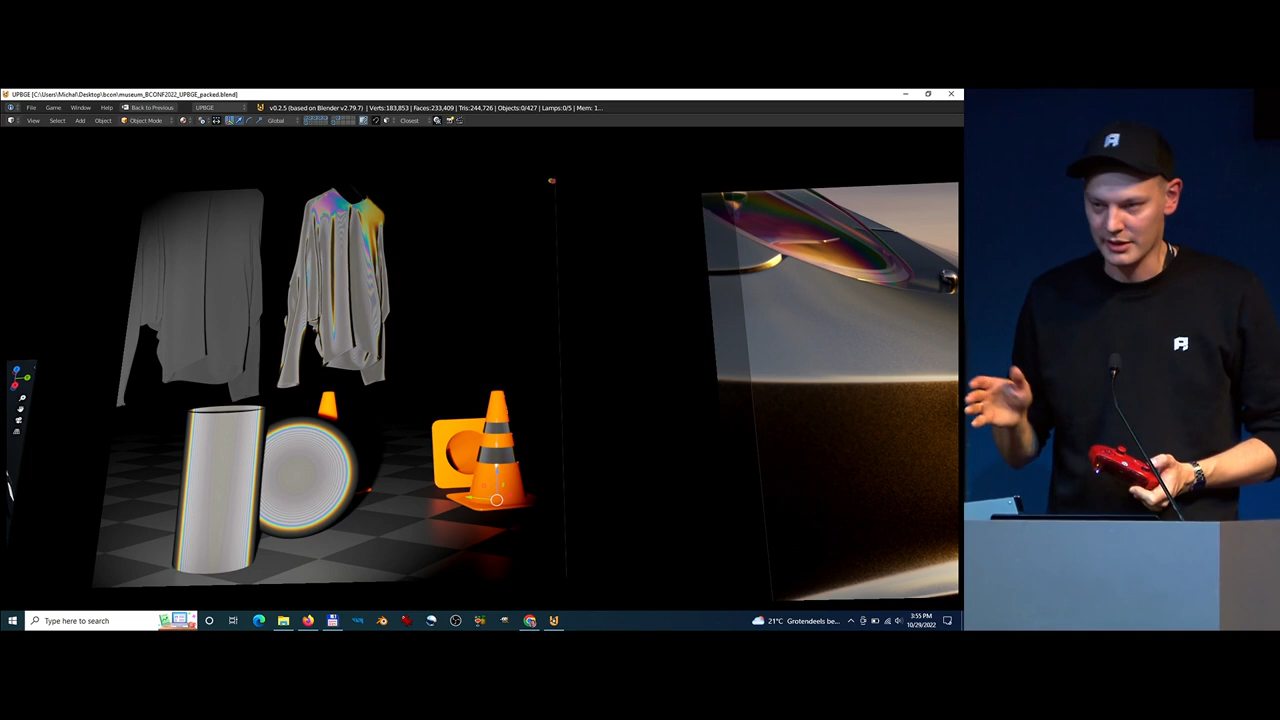 UPBGE [C:\Users\Michal\Desktop\bcon\museum_BCONF2022_UPBGE_packed.blend]
File Game Window Help Back to Previous UPBGE v0.2.5 (based on Blender v2.79.7) | Verts:183,853 | Faces:233,409 | Tris:244,726 | Objects:0/427 | Lamps:0/5 | Mem: 1...
View Select Add Object Object Mode Global Closest
Type here to search
21°C Grotendeels be...
3:55 PM
10/29/2022